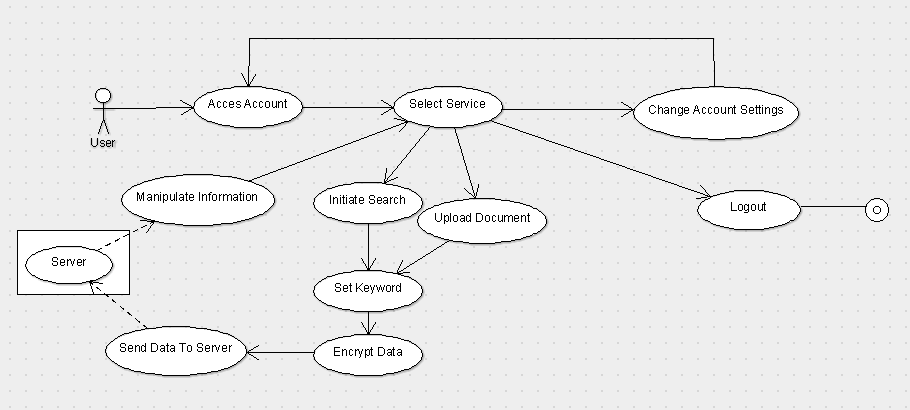 Acces Account
Select Service
Change Account Settings
User
Manipulate Information
Initiate Search
Upload Document
Logout
Server
Set Keyword
Send Data To Server
Encrypt Data